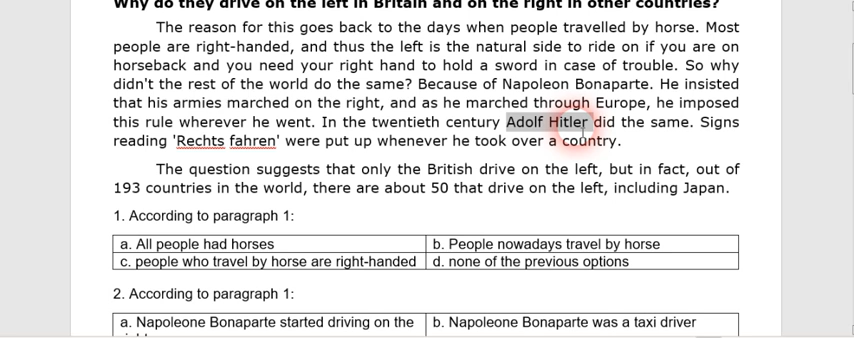 Why do they drive on the left in Britain and on the right in other countries?
The reason for this goes back to the days when people travelled by horse. Most
people are right-handed, and thus the left is the natural side to ride on if you are on
horseback and you need your right hand to hold a sword in case of trouble. So why
didn't the rest of the world do the same? Because of Napoleon Bonaparte. He insisted
that his armies marched on the right, and as he marched through Europe, he imposed
this rule wherever he went. In the twentieth century Adolf Hitler did the same. Signs
reading 'Rechts fahren' were put up whenever he took over a country.
The question suggests that only the British drive on the left, but in fact, out of
193 countries in the world, there are about 50 that drive on the left, including Japan.
1. According to paragraph 1:
a. All people had horses
b. People nowadays travel by horse
c. people who travel by horse are right-handed
d. none of the previous options
2. According to paragraph 1:
a. Napoleone Bonaparte started driving on the
b. Napoleone Bonaparte was a taxi driver